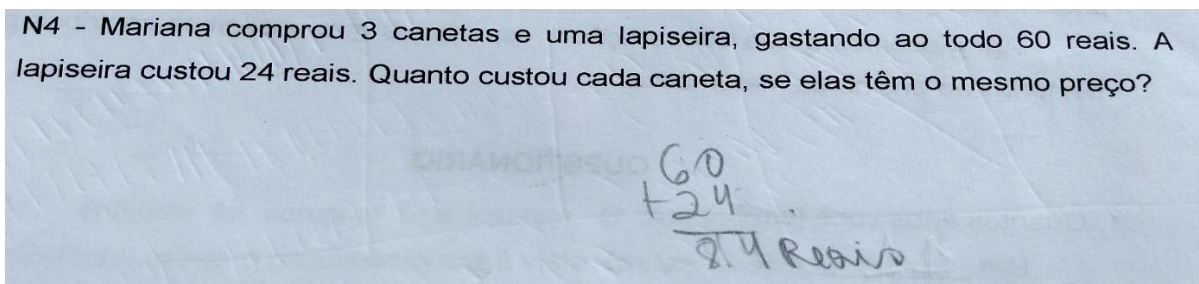 N4 - Mariana comprou 3 canetas e uma lapiseira, gastando ao todo 60 reais. A
lapiseira custou 24 reais. Quanto custou cada caneta, se elas têm o mesmo preço?
60
+24
84 Reais